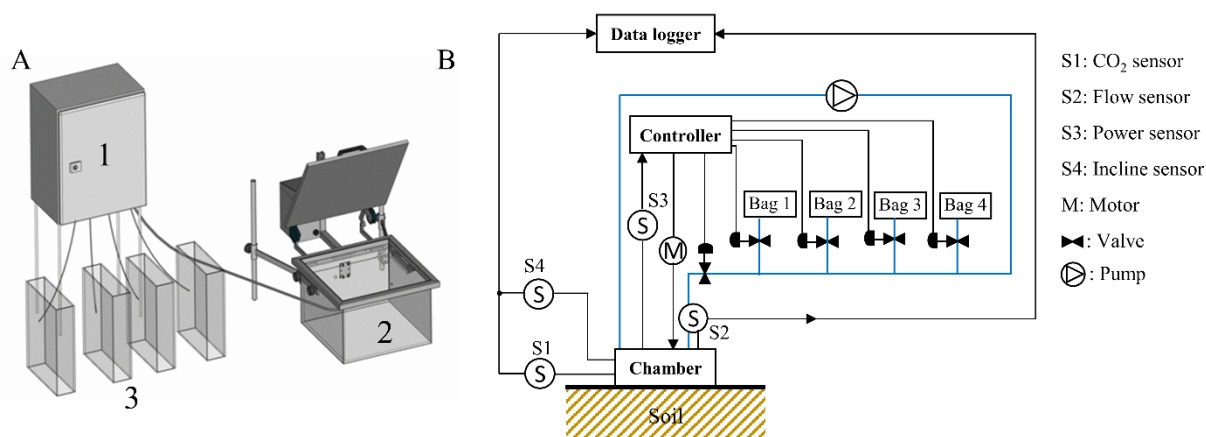 A
1
2
3
B
Data logger
Controller
Bag 1
Bag 2
Bag 3
Bag 4
S3
S
M
S4
S
S
S2
S1
S
Chamber
Soil
S1: CO₂ sensor
S2: Flow sensor
S3: Power sensor
S4: Incline sensor
M: Motor
: Valve
: Pump